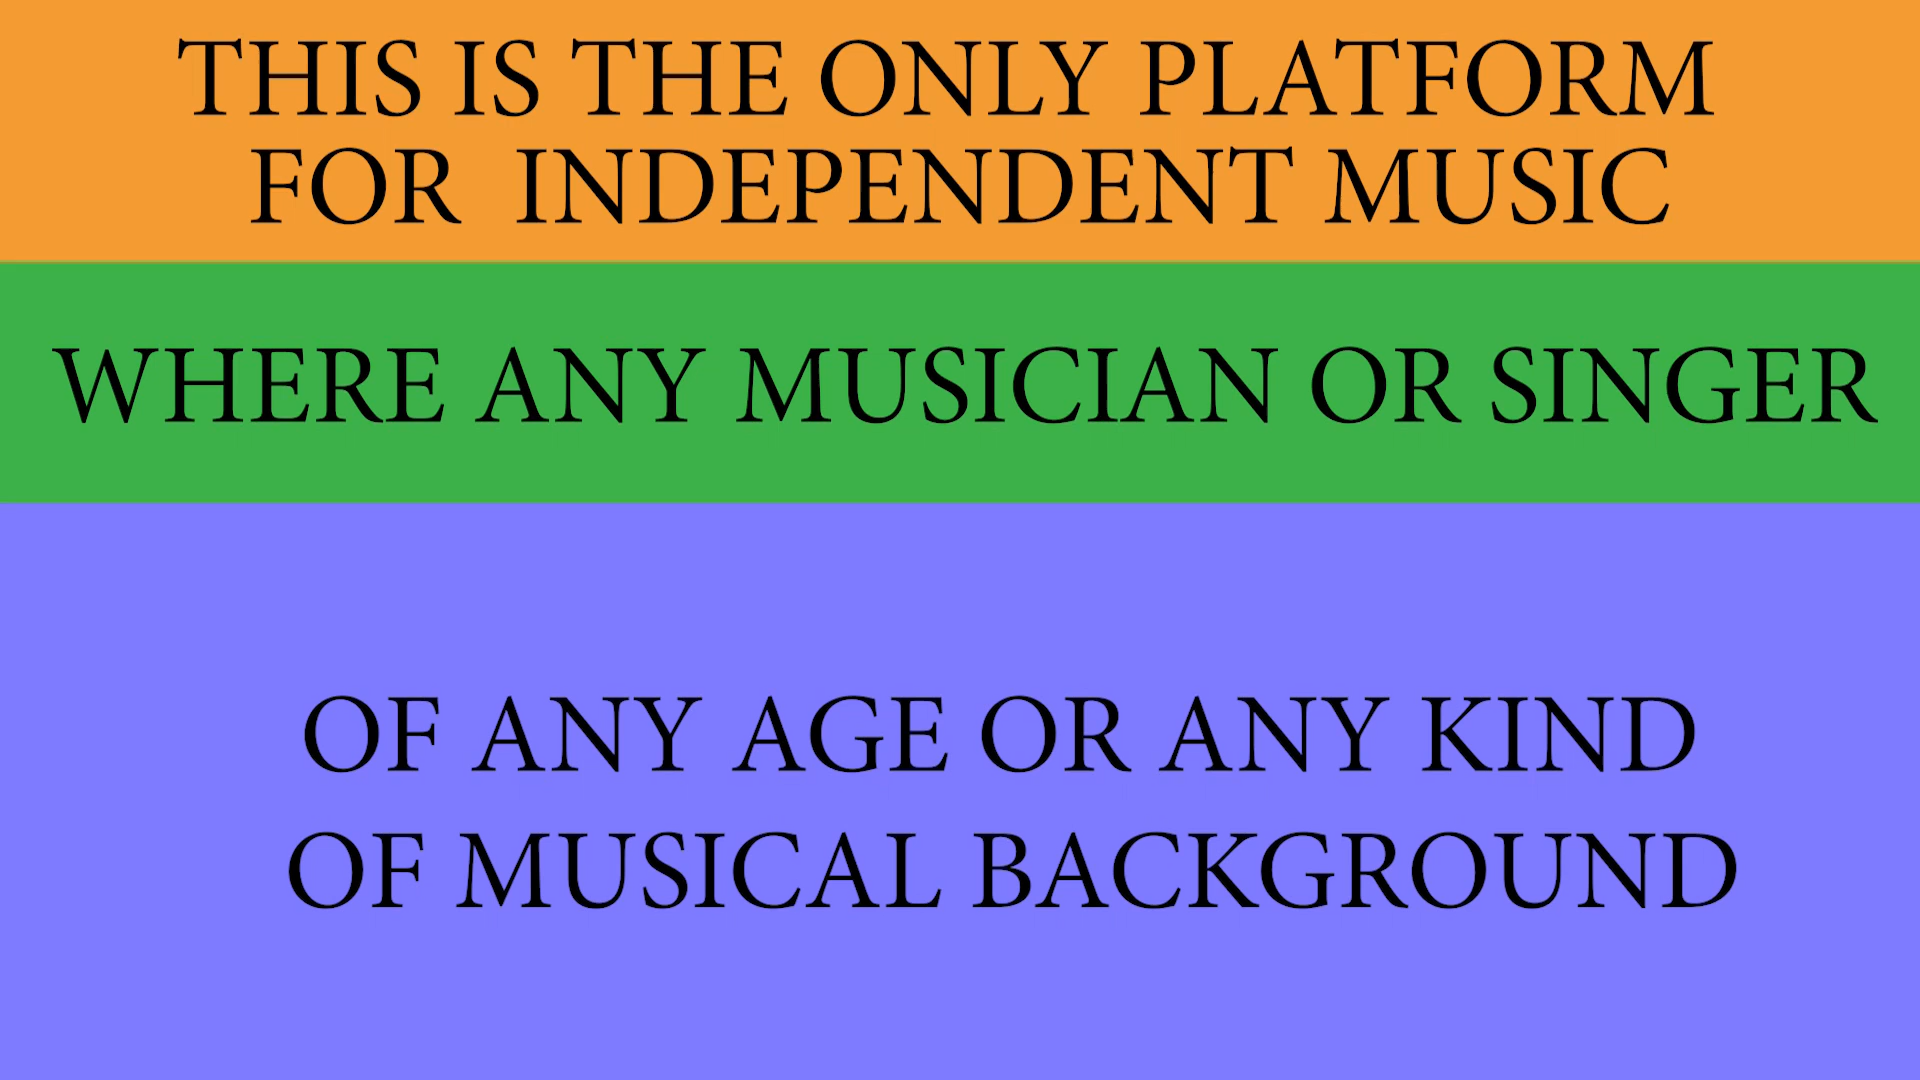 THIS IS THE ONLY PLATFORM
FOR INDEPENDENT MUSIC
WHERE ANY MUSICIAN OR SINGER
OF ANY AGE OR ANY KIND
OF MUSICAL BACKGROUND